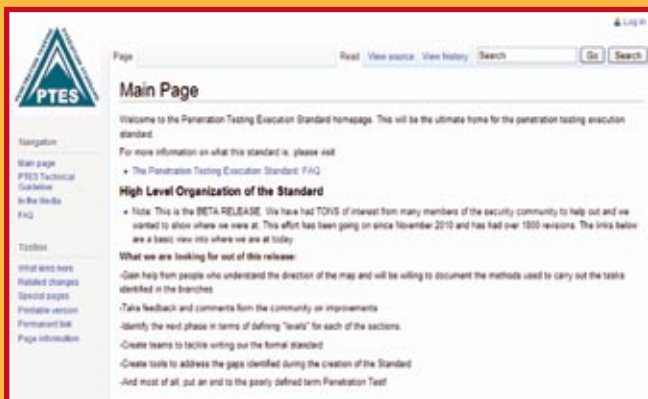 Log in
PTES
Page
Read View source View history Search Go Search
Main Page
Welcome to the Penetration Testing Execution Standard homepage. This will be the ultimate home for the penetration testing execution
standard.
For more information on what this standard is, please visit:
The Penetration Testing Execution Standard: FAQ
High Level Organization of the Standard
Note: This is the BETA RELEASE. We have had TONS of interest from many members of the security community to help out and we
wanted to show where we were at. This effort has been going on since November 2010 and has had over 1800 revisions. The links below
are a basic view into where we are at today
What we are looking for out of this release:
-Gain help from people who understand the direction of the map and will be willing to document the methods used to carry out the tasks
identified in the branches
-Take feedback and comments form the community on improvements
-Identify the next phase in terms of defining "levels" for each of the sections.
-Create teams to tackle writing out the formal standard
-Create tools to address the gaps identified during the creation of the Standard
-And most of all, put an end to the poorly defined term Penetration Test!
Navigation
Main page
PTES Technical
Guideline
In the Media
FAQ
Toolbox
What links here
Related changes
Special pages
Printable version
Permanent link
Page information